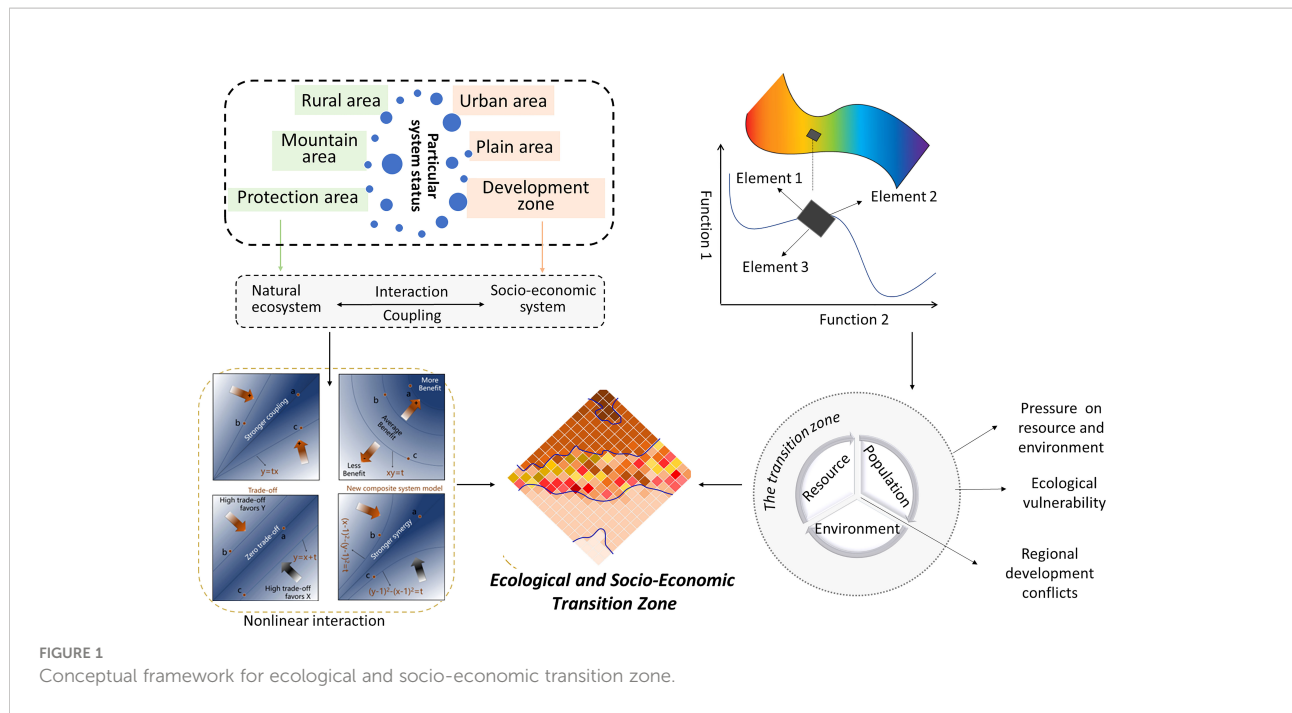 Rural area
Urban area
Mountain
area
Plain area
Protection area
Development
zone
Particular
system status
Natural
ecosystem
Interaction
Coupling
Socio-economic
system
Function 1
Element 1
Element 2
Element 3
Function 2
a
b
c
Stronger coupling
y=tx
More
Benefit
a
b
Average
Benefit
Less
Benefit
c
xy=t
Trade-off
New composite system model
High trade-off
favors Y
a
b
Zero trade-off
y=x+t
c
High trade-off
favors X
a
b
Stronger synergy
(x-1)²-(y-1)²=t
c
(y-1)²-(x-1)²=t
Nonlinear interaction
Ecological and Socio-Economic
Transition Zone
The transition zone
Resource
Population
Environment
Pressure on
resource and
environment
Ecological
vulnerability
Regional
development
conflicts
FIGURE 1
Conceptual framework for ecological and socio-economic transition zone.